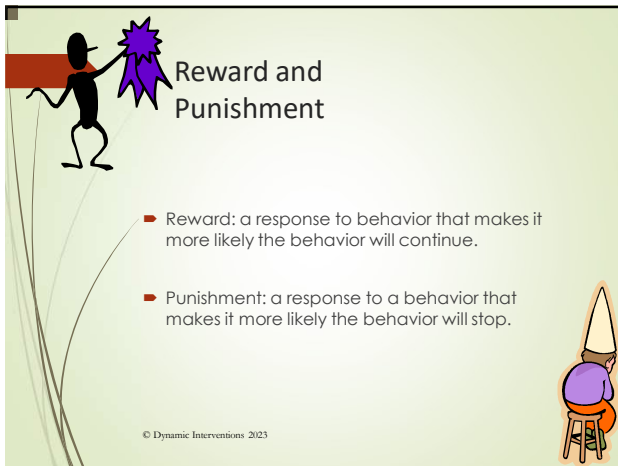 Reward and
Punishment
Reward: a response to behavior that makes it
more likely the behavior will continue.
Punishment: a response to a behavior that
makes it more likely the behavior will stop.
© Dynamic Interventions 2023